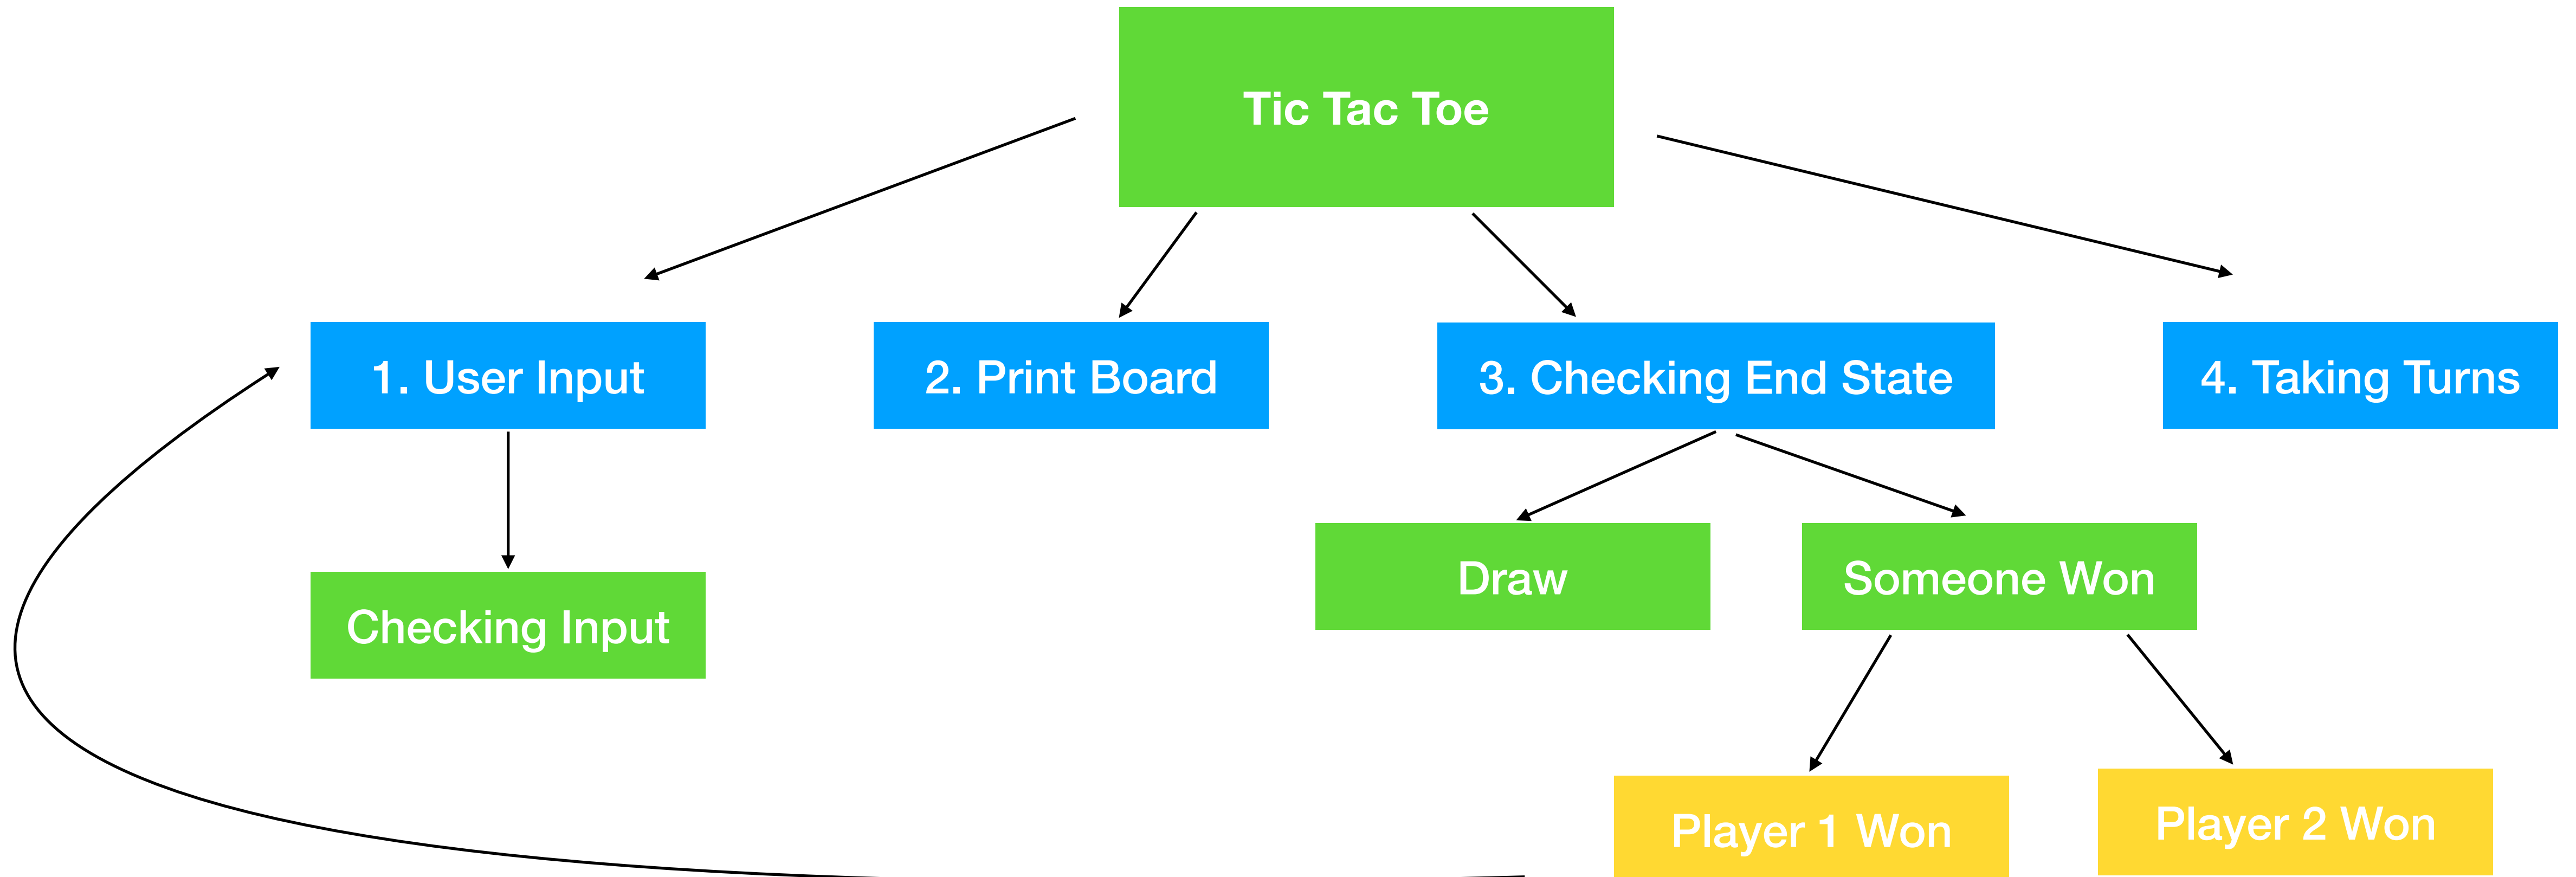 Tic Tac Toe
1. User Input
2. Print Board
3. Checking End State
4. Taking Turns
Checking Input
Draw
Someone Won
Player 1 Won
Player 2 Won